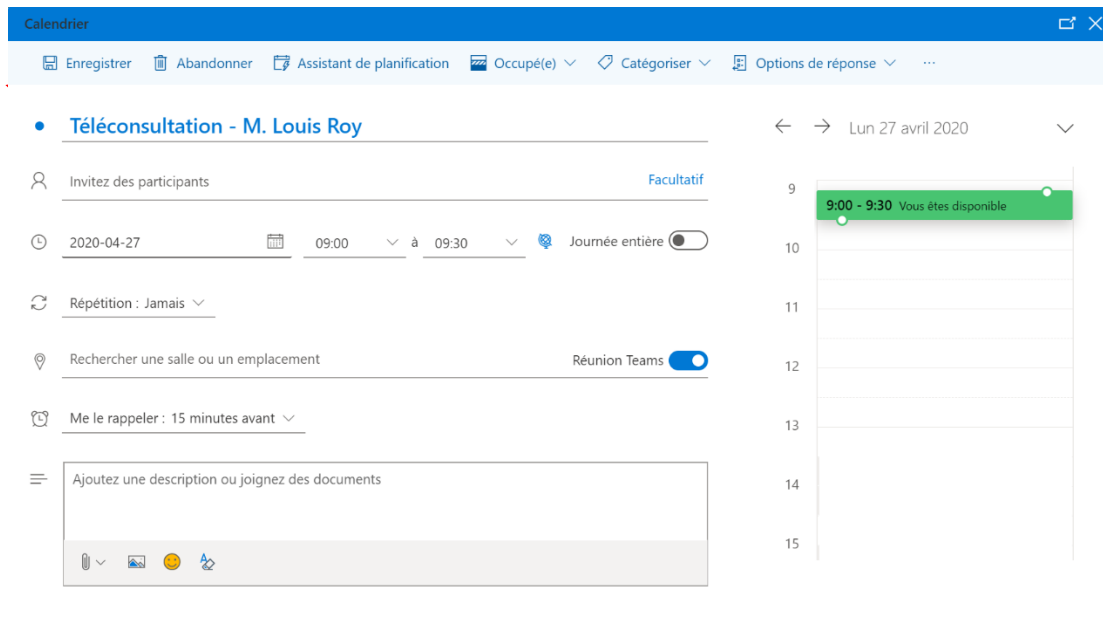 Calendrier
Enregistrer Abandonner Assistant de planification Occupé(e) Catégoriser Options de réponse ...
Téléconsultation - M. Louis Roy
Invitez des participants Facultatif
2020-04-27 09:00 à 09:30 Journée entière
Répétition : Jamais
Rechercher une salle ou un emplacement Réunion Teams
Me le rappeler : 15 minutes avant
Ajoutez une description ou joignez des documents
Lun 27 avril 2020
9
9:00 - 9:30 Vous êtes disponible
10
11
12
13
14
15